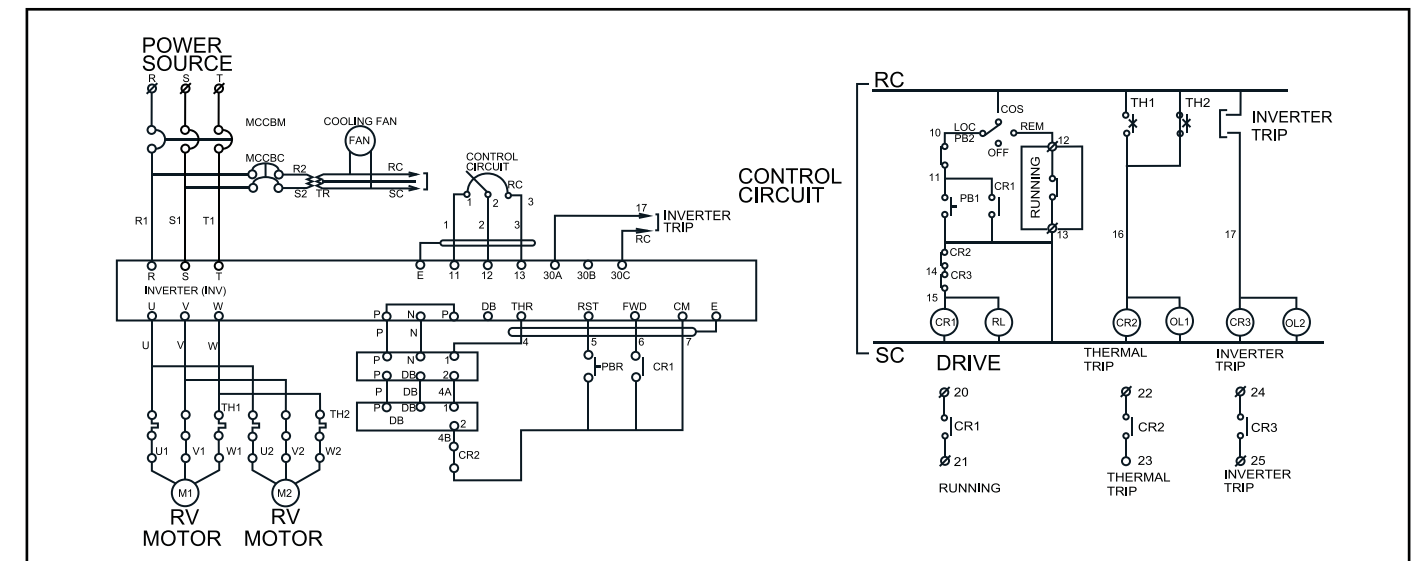 POWER
SOURCE
R S T
MCCBM
COOLING FAN
FAN
MCCBC
R2
RC
S2 TR
SC
CONTROL
CIRCUIT
RC
1 2 3
R1 S1 T1
1 2 3
17
INVERTER
TRIP
RC
R S T
E 11 12 13 30A 30B 30C
INVERTER (INV)
U V W
P N P DB THR RST FWD CM E
P N
4 5 6 7
U V W
P N 1
P DB 2
PBR CR1
P DB 4A
P DB 1
DB
2
4B
CR2
TH1 TH2
U1 V1 W1 U2 V2 W2
M1 M2
RV
MOTOR
RV
MOTOR
CONTROL
CIRCUIT
RC
COS
TH1 TH2
INVERTER
TRIP
10 LOC REM
PB2
OFF
12
11
CR1
PB1
RUNNING
13
16 17
CR2
14
CR3
15
CR1 RL CR2 OL1 CR3 OL2
SC
DRIVE
THERMAL
TRIP
INVERTER
TRIP
20 22 24
CR1 CR2 CR3
21 23 25
RUNNING
THERMAL
TRIP
INVERTER
TRIP